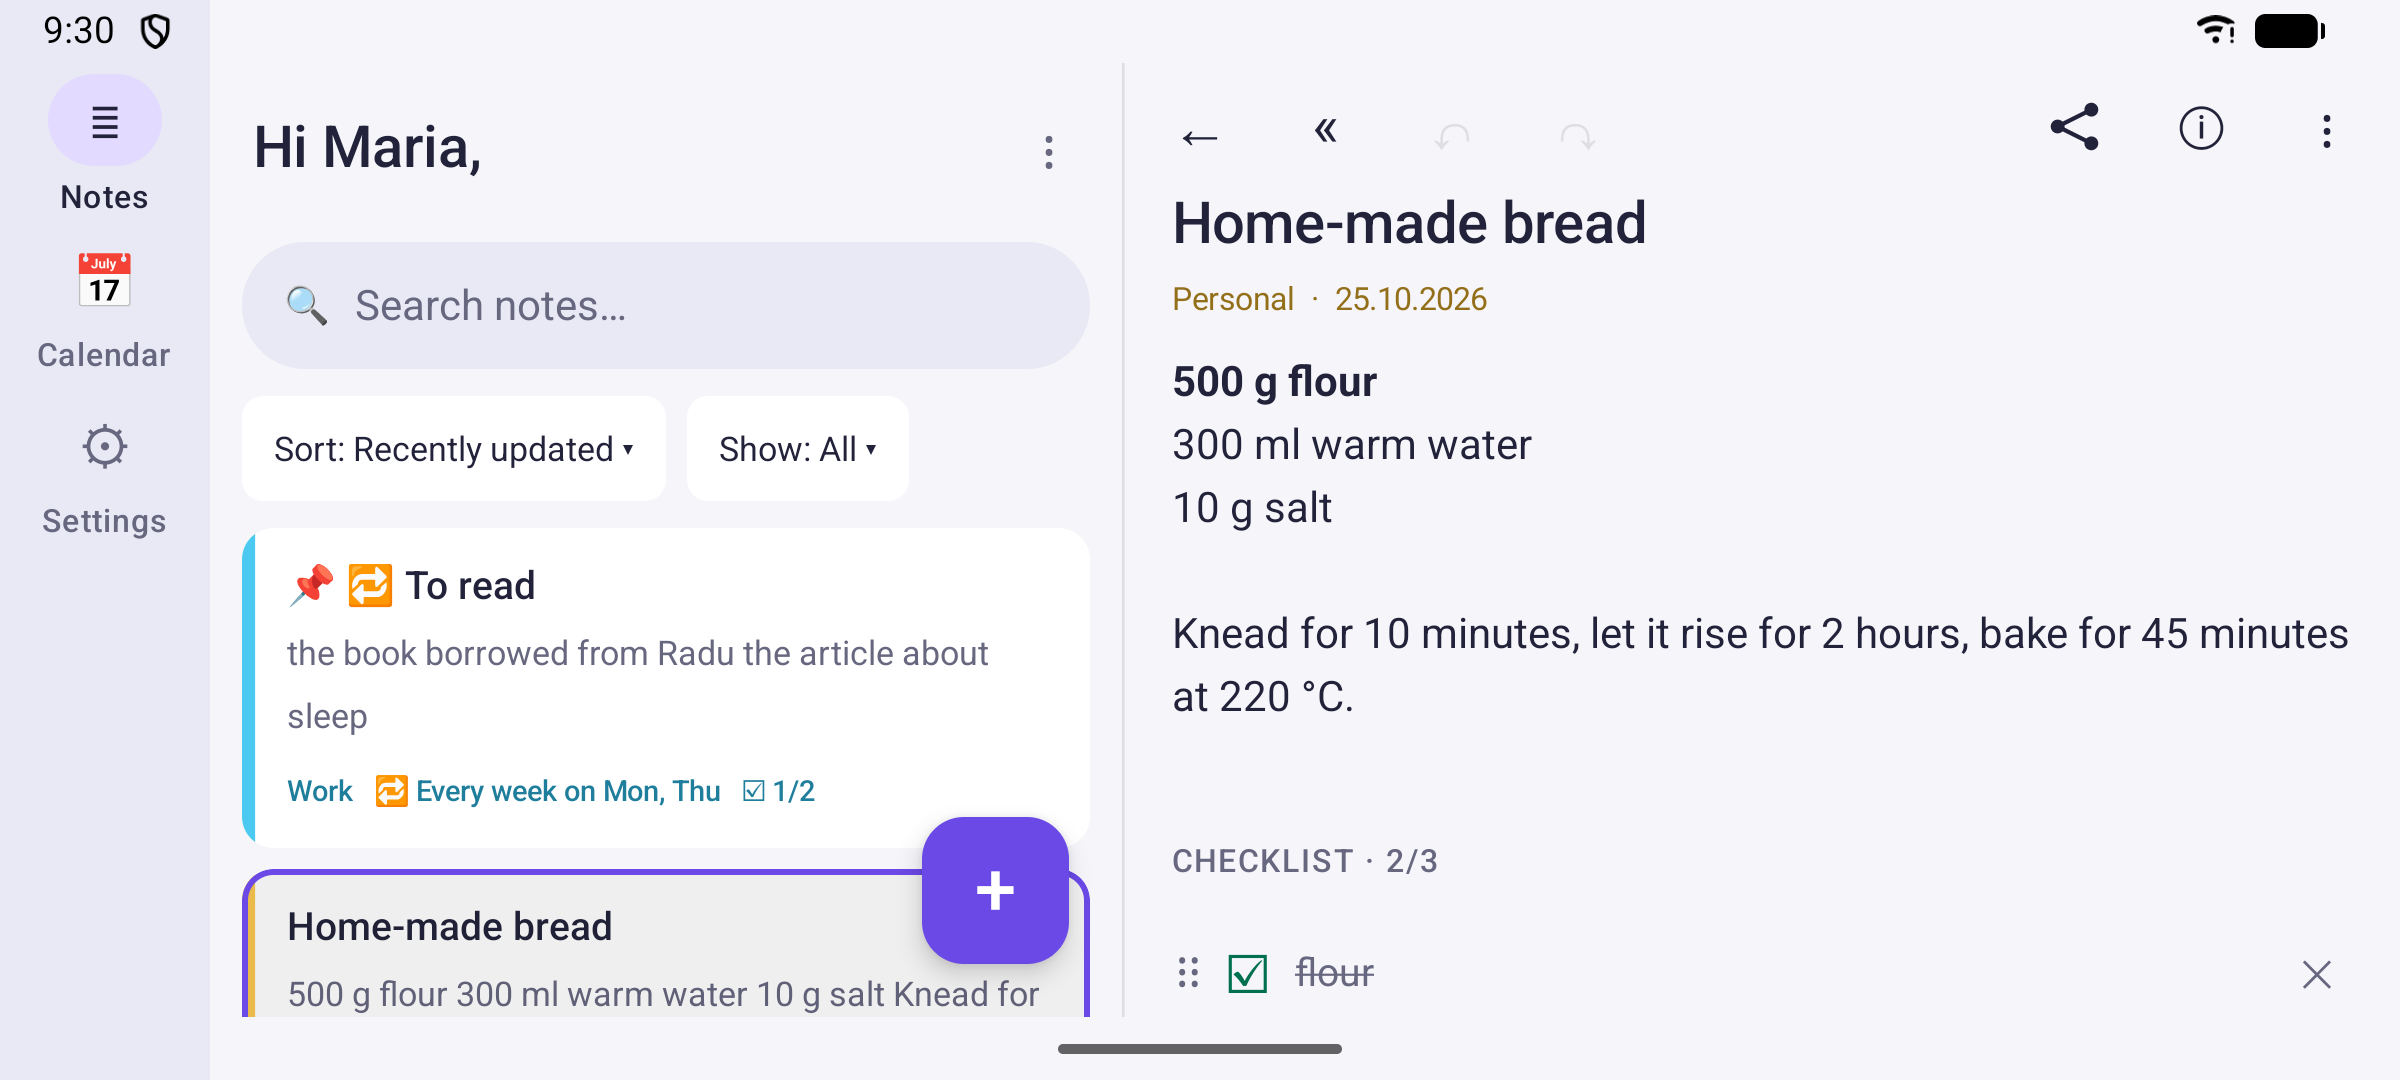 9:30
Notes
July
17
Calendar
Settings
Hi Maria,
Search notes...
Sort: Recently updated ▾
Show: All ▾
📌 🔁 To read
the book borrowed from Radu the article about
sleep
Work 🔁 Every week on Mon, Thu ☑ 1/2
+
Home-made bread
500 g flour 300 ml warm water 10 g salt Knead for
← «
Home-made bread
Personal · 25.10.2026
500 g flour
300 ml warm water
10 g salt
Knead for 10 minutes, let it rise for 2 hours, bake for 45 minutes
at 220 °C.
CHECKLIST · 2/3
☑ flour